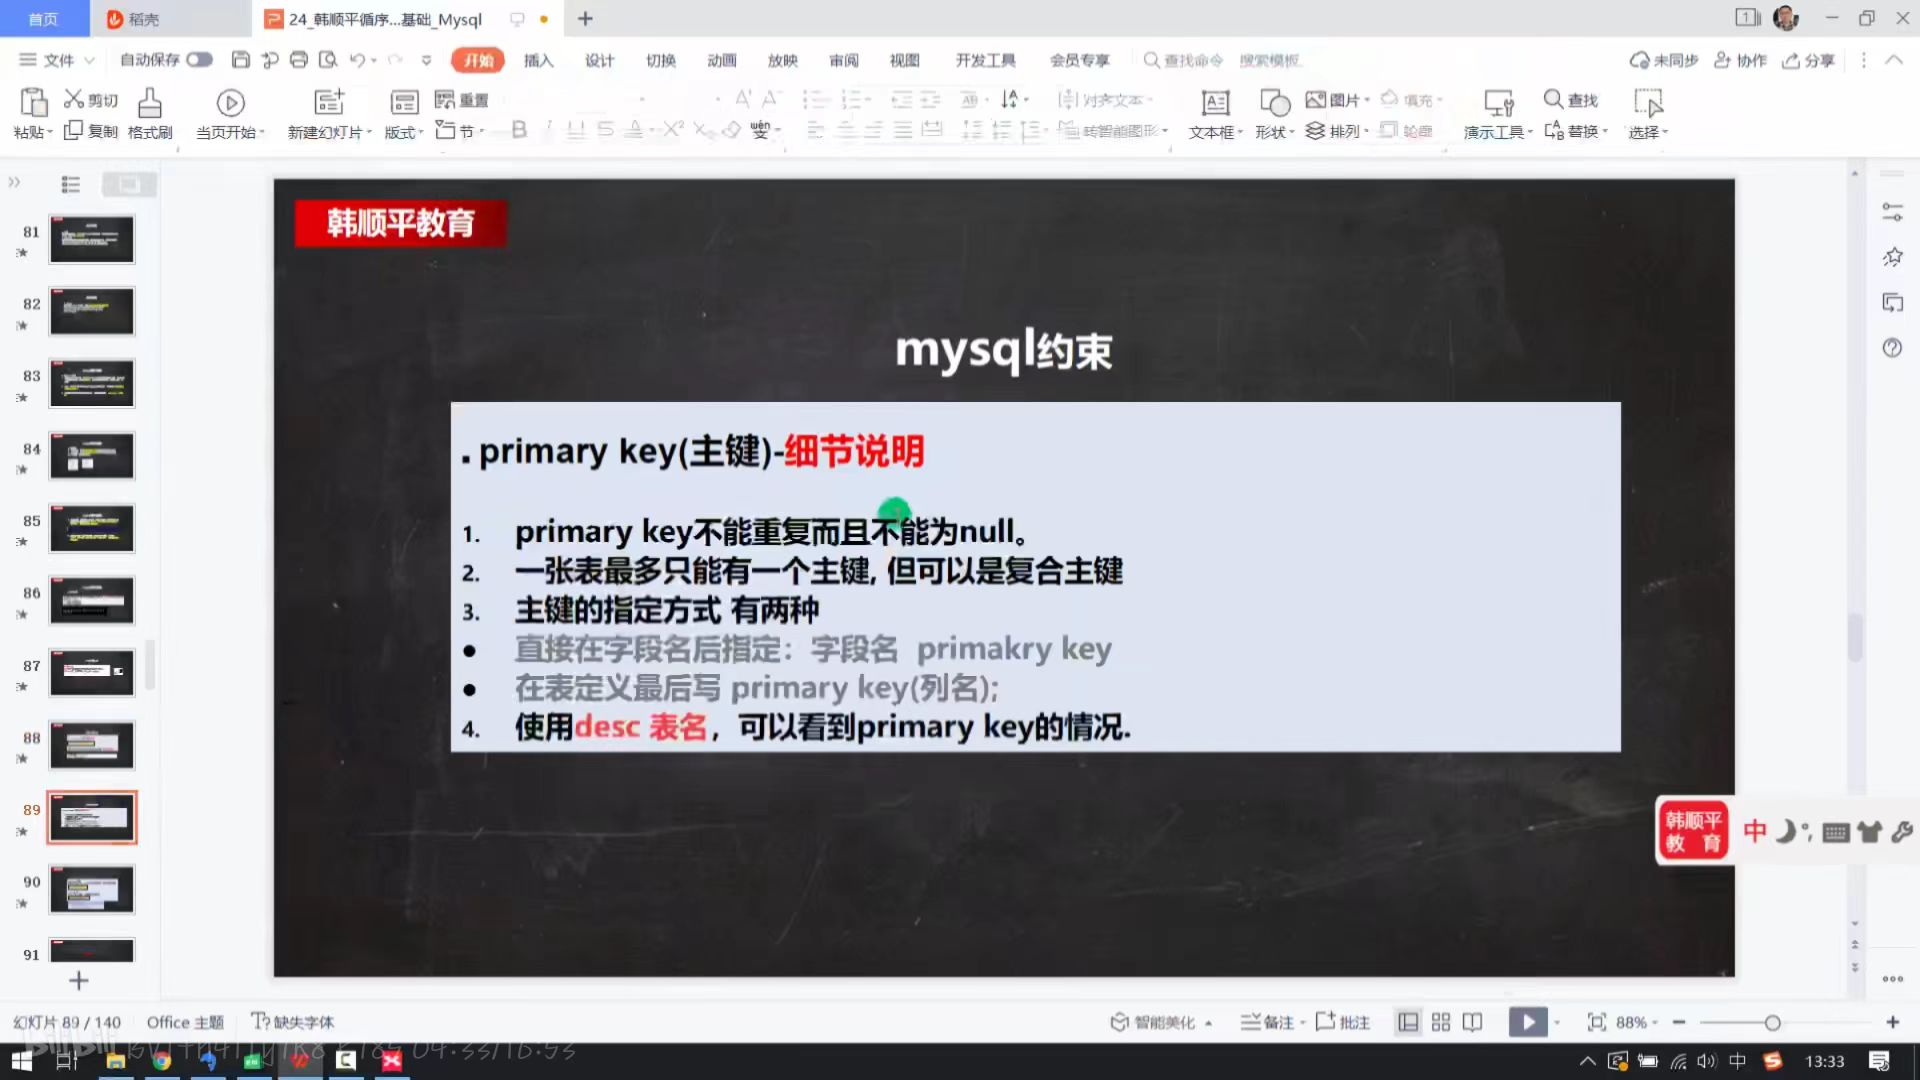 首页
稻壳
24_韩顺平循序...基础_Mysql
文件
自动保存
开始
插入
设计
切换
动画
放映
审阅
视图
开发工具
会员专享
查找命令
搜索模板
未同步
协作
分享
粘贴
剪切
复制
格式刷
当页开始
新建幻灯片
版式
重置
节
对齐文本
转智能图形
文本框
形状
图片
排列
填充
轮廓
演示工具
查找
替换
选择
81
82
83
84
85
86
87
88
89
90
91
韩顺平教育
mysql约束
. primary key(主键)-细节说明
1. primary key不能重复而且不能为null。
2. 一张表最多只能有一个主键, 但可以是复合主键
3. 主键的指定方式 有两种
● 直接在字段名后指定：字段名 primakry key
● 在表定义最后写 primary key(列名);
4. 使用desc 表名，可以看到primary key的情况.
韩顺平
教 育
中
幻灯片 89 / 140
Office 主题
缺失字体
智能美化
备注
批注
88%
中
13:33